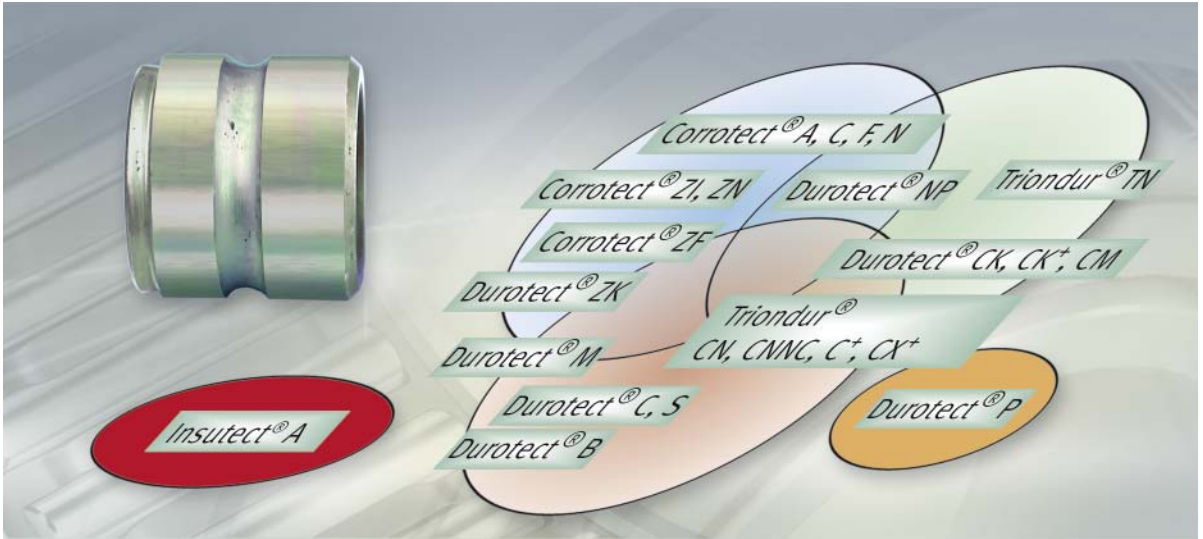 Corrotect® A, C, F, N
Corrotect® ZI, ZN
Durotect® NP
Triondur® TN
Corrotect® ZF
Durotect® CK, CK⁺, CM
Durotect® ZK
Triondur®
CN, CNNC, C⁺, CX⁺
Durotect® M
Durotect® C, S
Durotect® P
Insutect® A
Durotect® B